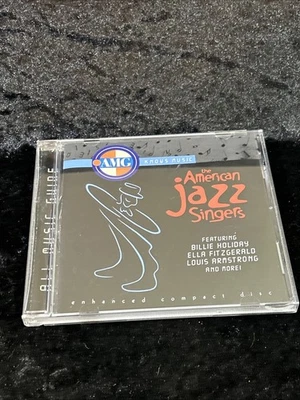 AMG
KNOWS MUSIC
the
American
jazz
Singers
FEATURING
BILLIE HOLIDAY
ELLA FITZGERALD
LOUIS ARMSTRONG
AND MORE!
ALL MUSIC GUIDE
enhanced compact disc